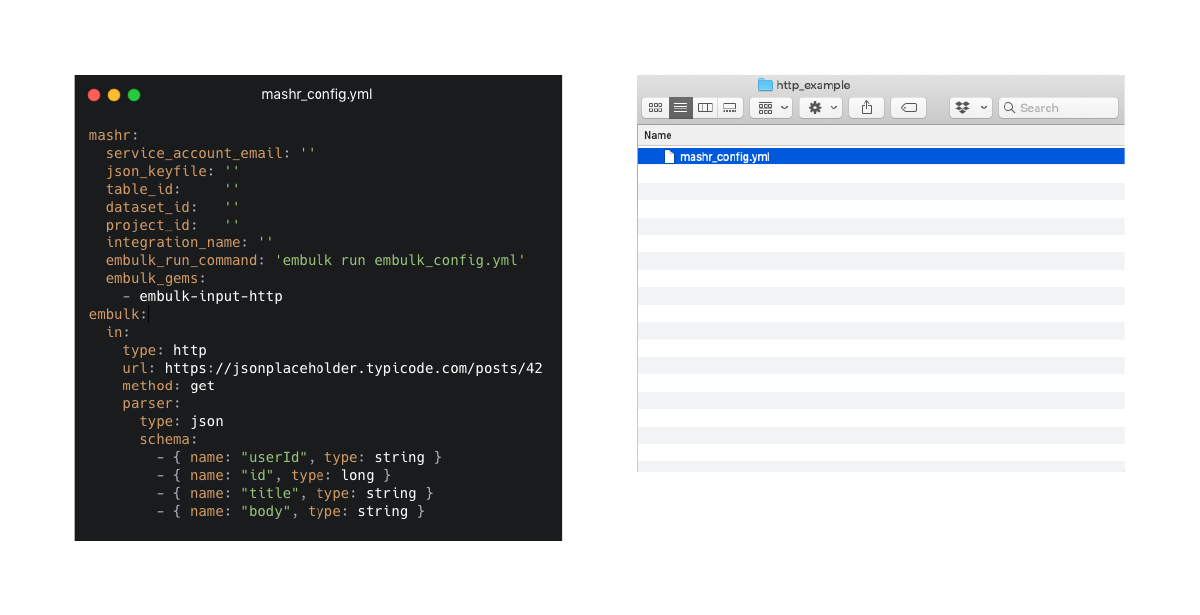 mashr_config.yml
mashr:
  service_account_email: ''
  json_keyfile: ''
  table_id:     ''
  dataset_id:   ''
  project_id:   ''
  integration_name: ''
  embulk_run_command: 'embulk run embulk_config.yml'
  embulk_gems:
    - embulk-input-http
embulk:
  in:
    type: http
    url: https://jsonplaceholder.typicode.com/posts/42
    method: get
    parser:
      type: json
      schema:
        - { name: "userId", type: string }
        - { name: "id", type: long }
        - { name: "title", type: string }
        - { name: "body", type: string }
http_example
Search
Name
mashr_config.yml